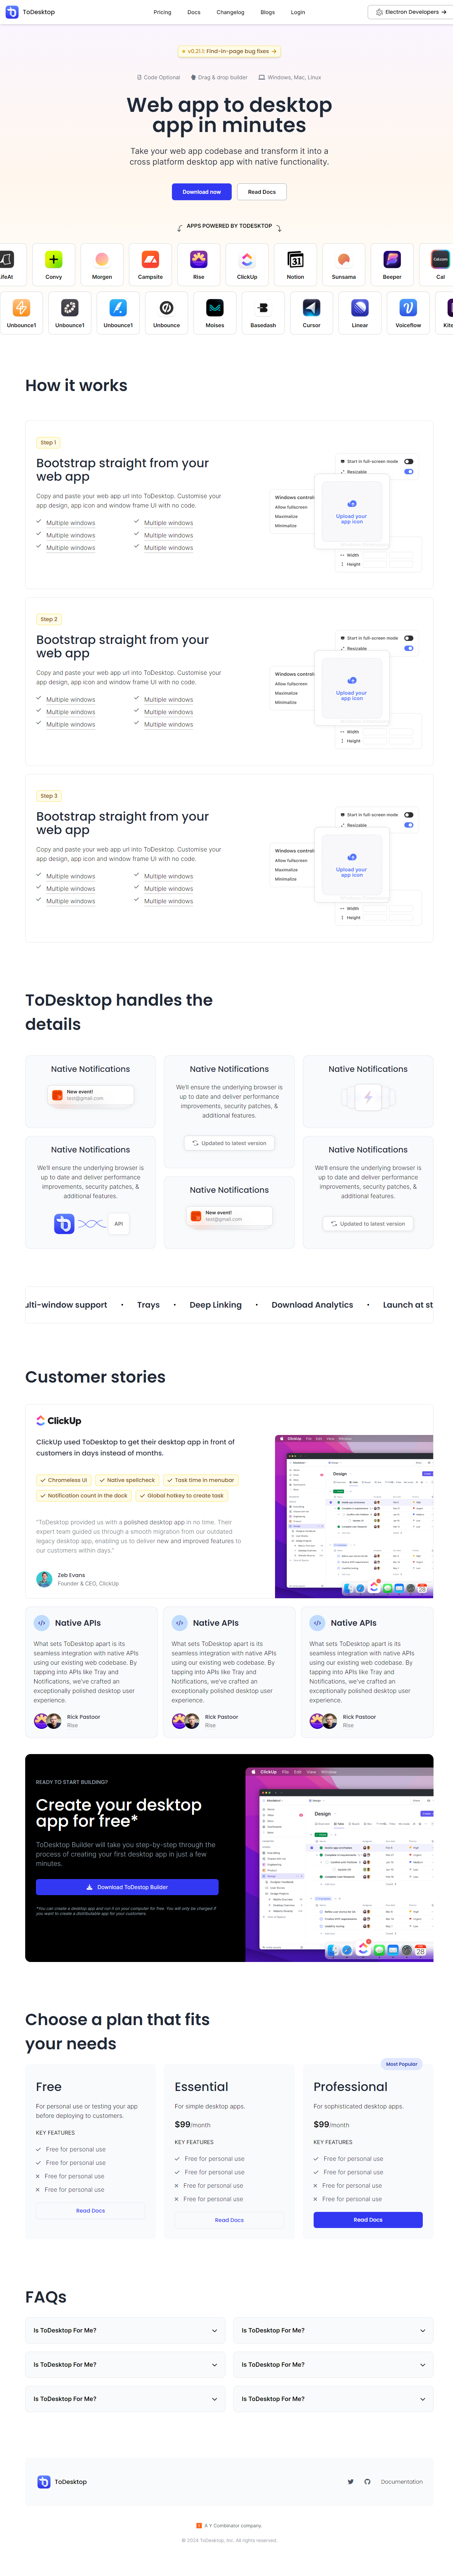 ToDesktop
Pricing
Docs
Changelog
Blogs
Login
Electron Developers →
v0.21.1: Find-in-page bug fixes →
Code Optional
Drag & drop builder
Windows, Mac, Linux
Web app to desktop
app in minutes
Take your web app codebase and transform it into a
cross platform desktop app with native functionality.
Download now
Read Docs
APPS POWERED BY TODESKTOP
ifeAt
Convy
Morgen
Campsite
Rise
ClickUp
Notion
Sunsama
Beeper
Cal
Unbounce1
Unbounce1
Unbounce1
Unbounce
Moises
Basedash
Cursor
Linear
Voiceflow
Kite
How it works
Step 1
Bootstrap straight from your
web app
Copy and paste your web app url into ToDesktop. Customise your
app design, app icon and window frame UI with no code.
Multiple windows
Multiple windows
Multiple windows
Multiple windows
Multiple windows
Multiple windows
Start in full-screen mode
Resizable
Windows control
Allow fullscreen
Maximalize
Minimalize
Upload your
app icon
Width
Height
Step 2
Bootstrap straight from your
web app
Copy and paste your web app url into ToDesktop. Customise your
app design, app icon and window frame UI with no code.
Multiple windows
Multiple windows
Multiple windows
Multiple windows
Multiple windows
Multiple windows
Start in full-screen mode
Resizable
Windows control
Allow fullscreen
Maximalize
Minimalize
Upload your
app icon
Width
Height
Step 3
Bootstrap straight from your
web app
Copy and paste your web app url into ToDesktop. Customise your
app design, app icon and window frame UI with no code.
Multiple windows
Multiple windows
Multiple windows
Multiple windows
Multiple windows
Multiple windows
Start in full-screen mode
Resizable
Windows control
Allow fullscreen
Maximalize
Minimalize
Upload your
app icon
Width
Height
ToDesktop handles the
details
Native Notifications
New event!
test@gmail.com
Native Notifications
We'll ensure the underlying browser is
up to date and deliver performance
improvements, security patches, &
additional features.
API
Native Notifications
We'll ensure the underlying browser is
up to date and deliver performance
improvements, security patches, &
additional features.
Updated to latest version
Native Notifications
New event!
test@gmail.com
Native Notifications
Native Notifications
We'll ensure the underlying browser is
up to date and deliver performance
improvements, security patches, &
additional features.
Updated to latest version
ulti-window support • Trays • Deep Linking • Download Analytics • Launch at st
Customer stories
ClickUp
ClickUp used ToDesktop to get their desktop app in front of
customers in days instead of months.
Chromeless UI
Native spellcheck
Task time in menubar
Notification count in the dock
Global hotkey to create task
"ToDesktop provided us with a polished desktop app in no time. Their
expert team guided us through a smooth migration from our outdated
legacy desktop app, enabling us to deliver new and improved features to
our customers within days."
Zeb Evans
Founder & CEO, ClickUp
ClickUp File Edit View Window
Design
Native APIs
What sets ToDesktop apart is its
seamless integration with native APIs
using our existing web codebase. By
tapping into APIs like Tray and
Notifications, we've crafted an
exceptionally polished desktop user
experience.
Rick Pastoor
Rise
Native APIs
What sets ToDesktop apart is its
seamless integration with native APIs
using our existing web codebase. By
tapping into APIs like Tray and
Notifications, we've crafted an
exceptionally polished desktop user
experience.
Rick Pastoor
Rise
Native APIs
What sets ToDesktop apart is its
seamless integration with native APIs
using our existing web codebase. By
tapping into APIs like Tray and
Notifications, we've crafted an
exceptionally polished desktop user
experience.
Rick Pastoor
Rise
READY TO START BUILDING?
Create your desktop
app for free*
ToDesktop Builder will take you step-by-step through the
process of creating your first desktop app in just a few
minutes.
Download ToDestop Builder
*You can create a desktop app and run it on your computer for free. You will only be charged if
you want to create a distributable app for your customers.
ClickUp File Edit View Window
Design
28
Choose a plan that fits
your needs
Free
For personal use or testing your app
before deploying to customers.
KEY FEATURES
Free for personal use
Free for personal use
Free for personal use
Free for personal use
Read Docs
Essential
For simple desktop apps.
$99/month
KEY FEATURES
Free for personal use
Free for personal use
Free for personal use
Free for personal use
Read Docs
Most Popular
Professional
For sophisticated desktop apps.
$99/month
KEY FEATURES
Free for personal use
Free for personal use
Free for personal use
Free for personal use
Read Docs
FAQs
Is ToDesktop For Me?
Is ToDesktop For Me?
Is ToDesktop For Me?
Is ToDesktop For Me?
Is ToDesktop For Me?
Is ToDesktop For Me?
ToDesktop
Documentation
A Y Combinator company.
© 2024 ToDesktop, Inc. All rights reserved.